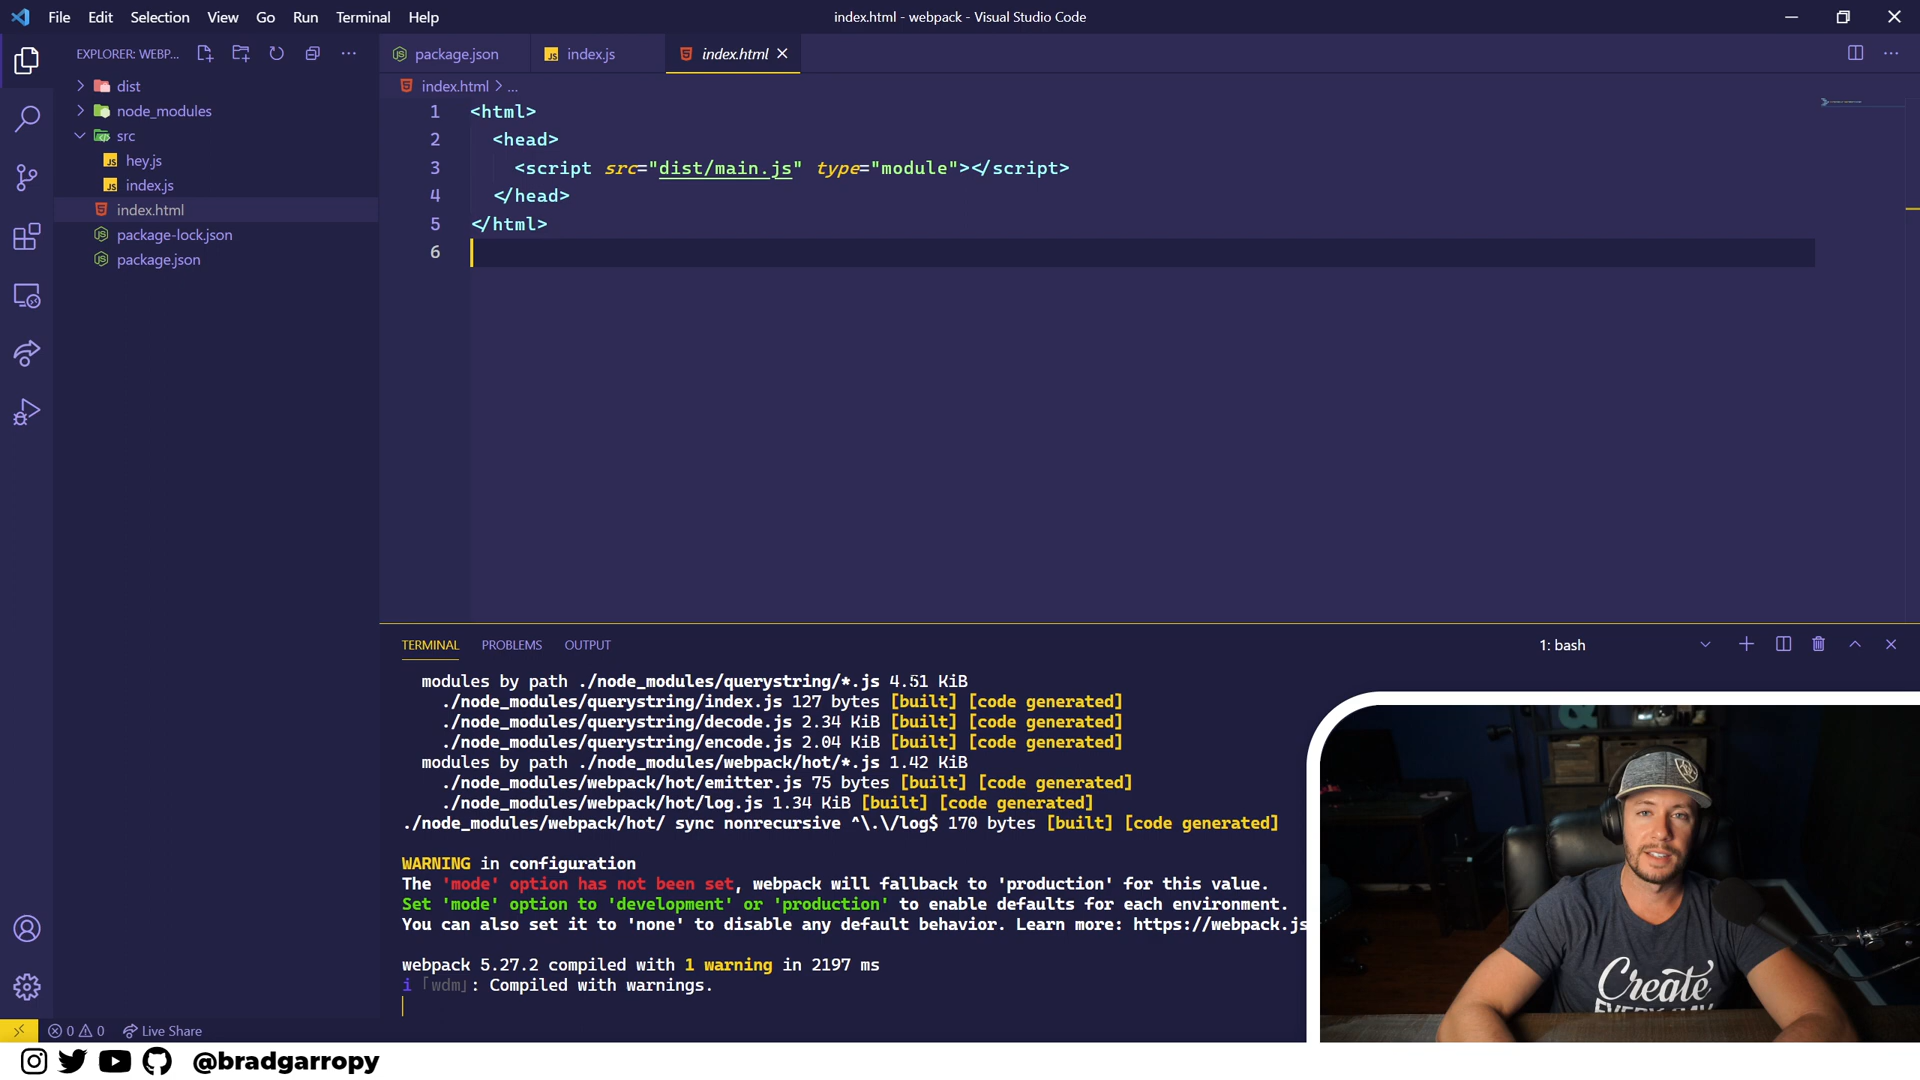 File Edit Selection View Go Run Terminal Help
index.html - webpack - Visual Studio Code
EXPLORER: WEBP...
package.json
index.js
index.html
dist
node_modules
src
hey.js
index.js
index.html
package-lock.json
package.json
index.html > ...
1 <html>
2 <head>
3 <script src="dist/main.js" type="module"></script>
4 </head>
5 </html>
6
TERMINAL PROBLEMS OUTPUT
1: bash
modules by path ./node_modules/querystring/*.js 4.51 KiB
./node_modules/querystring/index.js 127 bytes [built] [code generated]
./node_modules/querystring/decode.js 2.34 KiB [built] [code generated]
./node_modules/querystring/encode.js 2.04 KiB [built] [code generated]
modules by path ./node_modules/webpack/hot/*.js 1.42 KiB
./node_modules/webpack/hot/emitter.js 75 bytes [built] [code generated]
./node_modules/webpack/hot/log.js 1.34 KiB [built] [code generated]
./node_modules/webpack/hot/ sync nonrecursive ^\.\/log$ 170 bytes [built] [code generated]
WARNING in configuration
The 'mode' option has not been set, webpack will fallback to 'production' for this value.
Set 'mode' option to 'development' or 'production' to enable defaults for each environment.
You can also set it to 'none' to disable any default behavior. Learn more: https://webpack.js
webpack 5.27.2 compiled with 1 warning in 2197 ms
i ｢wdm｣: Compiled with warnings.
Create
EVERY DAY
0 0 Live Share
@bradgarropy